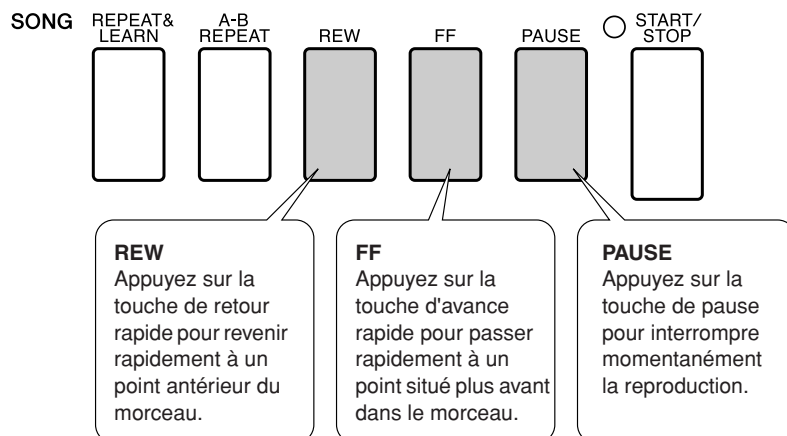 SONG
REPEAT&
LEARN
A-B
REPEAT
REW
FF
PAUSE
START/
STOP
REW
Appuyez sur la
touche de retour
rapide pour revenir
rapidement à un
point antérieur du
morceau.
FF
Appuyez sur la
touche d'avance
rapide pour passer
rapidement à un
point situé plus avant
dans le morceau.
PAUSE
Appuyez sur la
touche de pause
pour interrompre
momentanément
la reproduction.